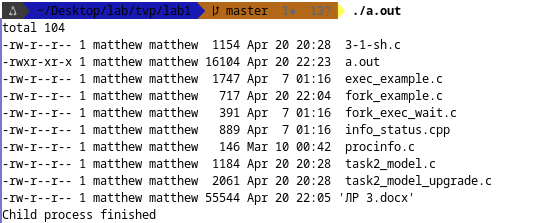 ~/Desktop/lab/tvp/lab1 master 1● 13? ./a.out
total 104
-rw-r--r-- 1 matthew matthew  1154 Apr 20 20:28  3-1-sh.c
-rwxr-xr-x 1 matthew matthew 16104 Apr 20 22:23  a.out
-rw-r--r-- 1 matthew matthew  1747 Apr  7 01:16  exec_example.c
-rw-r--r-- 1 matthew matthew   717 Apr 20 22:04  fork_example.c
-rw-r--r-- 1 matthew matthew   391 Apr  7 01:16  fork_exec_wait.c
-rw-r--r-- 1 matthew matthew   889 Apr  7 01:16  info_status.cpp
-rw-r--r-- 1 matthew matthew   146 Mar 10 00:42  procinfo.c
-rw-r--r-- 1 matthew matthew  1184 Apr 20 20:28  task2_model.c
-rw-r--r-- 1 matthew matthew  2061 Apr 20 20:28  task2_model_upgrade.c
-rw-r--r-- 1 matthew matthew 55544 Apr 20 22:05 'ЛР 3.docx'
Child process finished